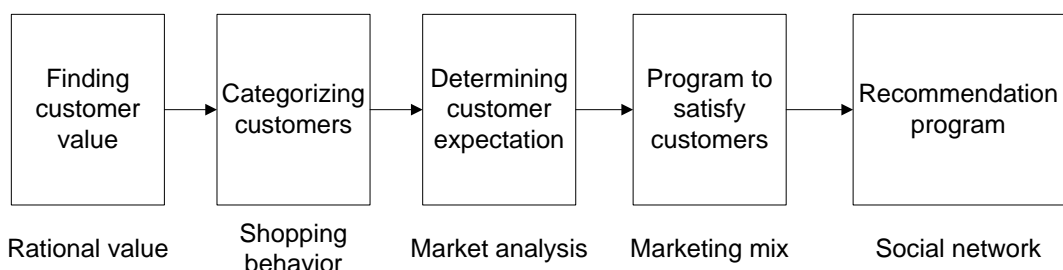 Finding
customer
value
Categorizing
customers
Determining
customer
expectation
Program to
satisfy
customers
Recommendation
program
Rational value
Shopping
behavior
Market analysis
Marketing mix
Social network